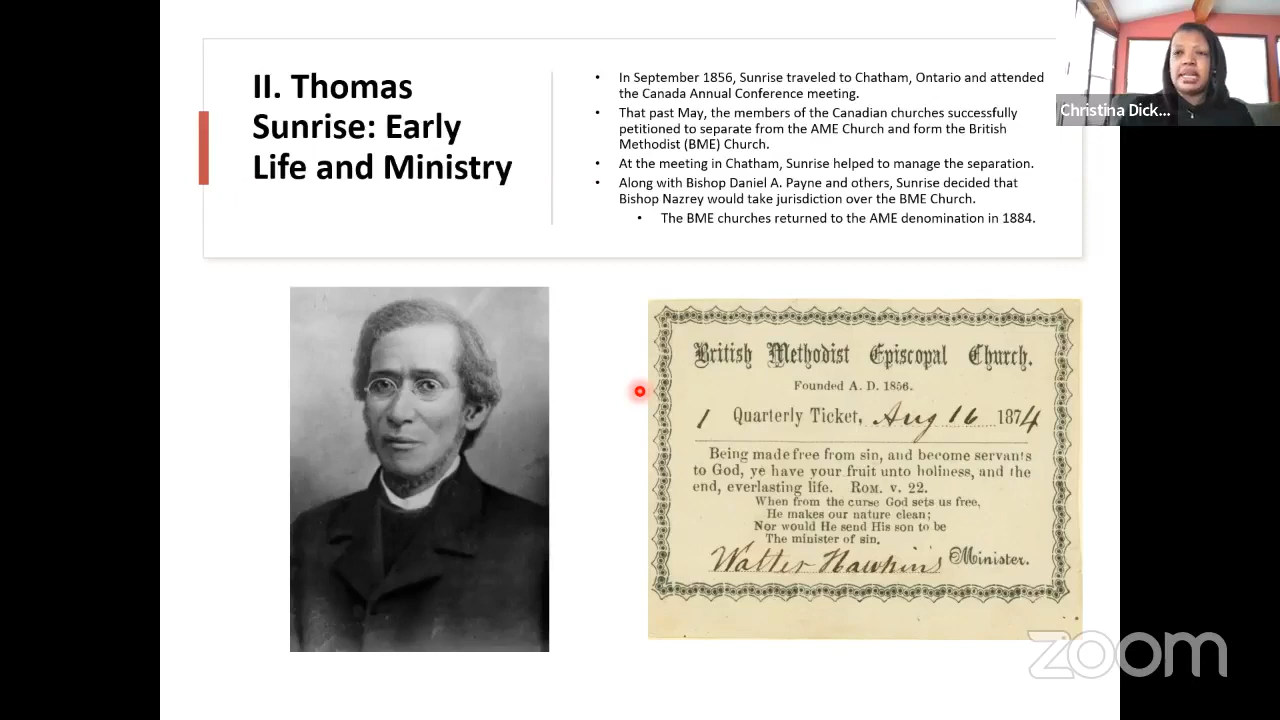 II. Thomas
Sunrise: Early
Life and Ministry
• In September 1856, Sunrise traveled to Chatham, Ontario and attended
the Canada Annual Conference meeting.
• That past May, the members of the Canadian churches successfully
petitioned to separate from the AME Church and form the British
Methodist (BME) Church.
• At the meeting in Chatham, Sunrise helped to manage the separation.
• Along with Bishop Daniel A. Payne and others, Sunrise decided that
Bishop Nazrey would take jurisdiction over the BME Church.
• The BME churches returned to the AME denomination in 1884.
Christina Dick...
British Methodist Episcopal Church.
Founded A. D. 1856.
1 Quarterly Ticket, Aug 16 1874
Being made free from sin, and become servants
to God, ye have your fruit unto holiness, and the
end, everlasting life. Rom. v. 22.
When from the curse God sets us free,
He makes our nature clean;
Nor would He send His son to be
The minister of sin.
Walter Hawkins Minister.
zoom